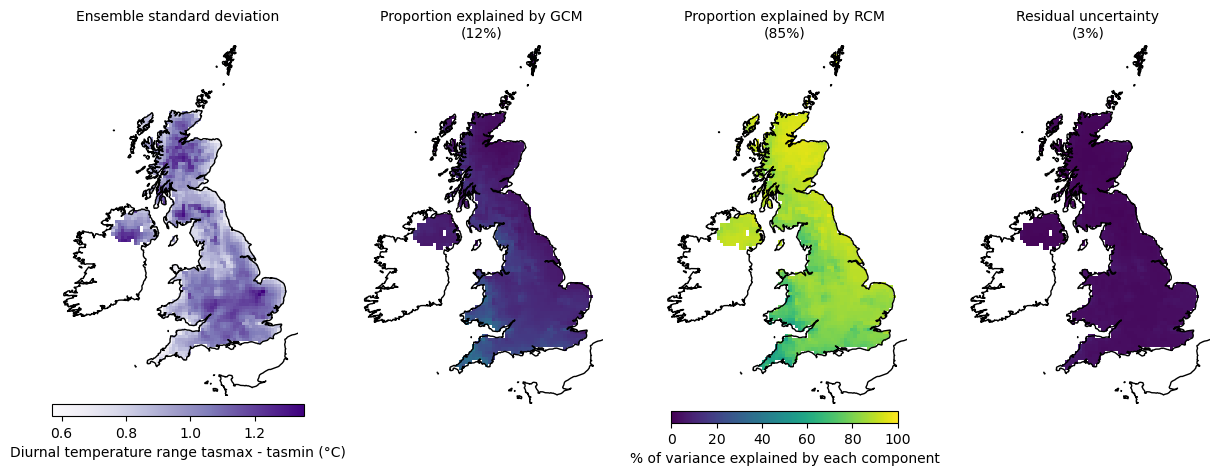 Ensemble standard deviation
Proportion explained by GCM
(12%)
Proportion explained by RCM
(85%)
Residual uncertainty
(3%)
0.6 0.8 1.0 1.2
Diurnal temperature range tasmax - tasmin (°C)
0 20 40 60 80 100
% of variance explained by each component